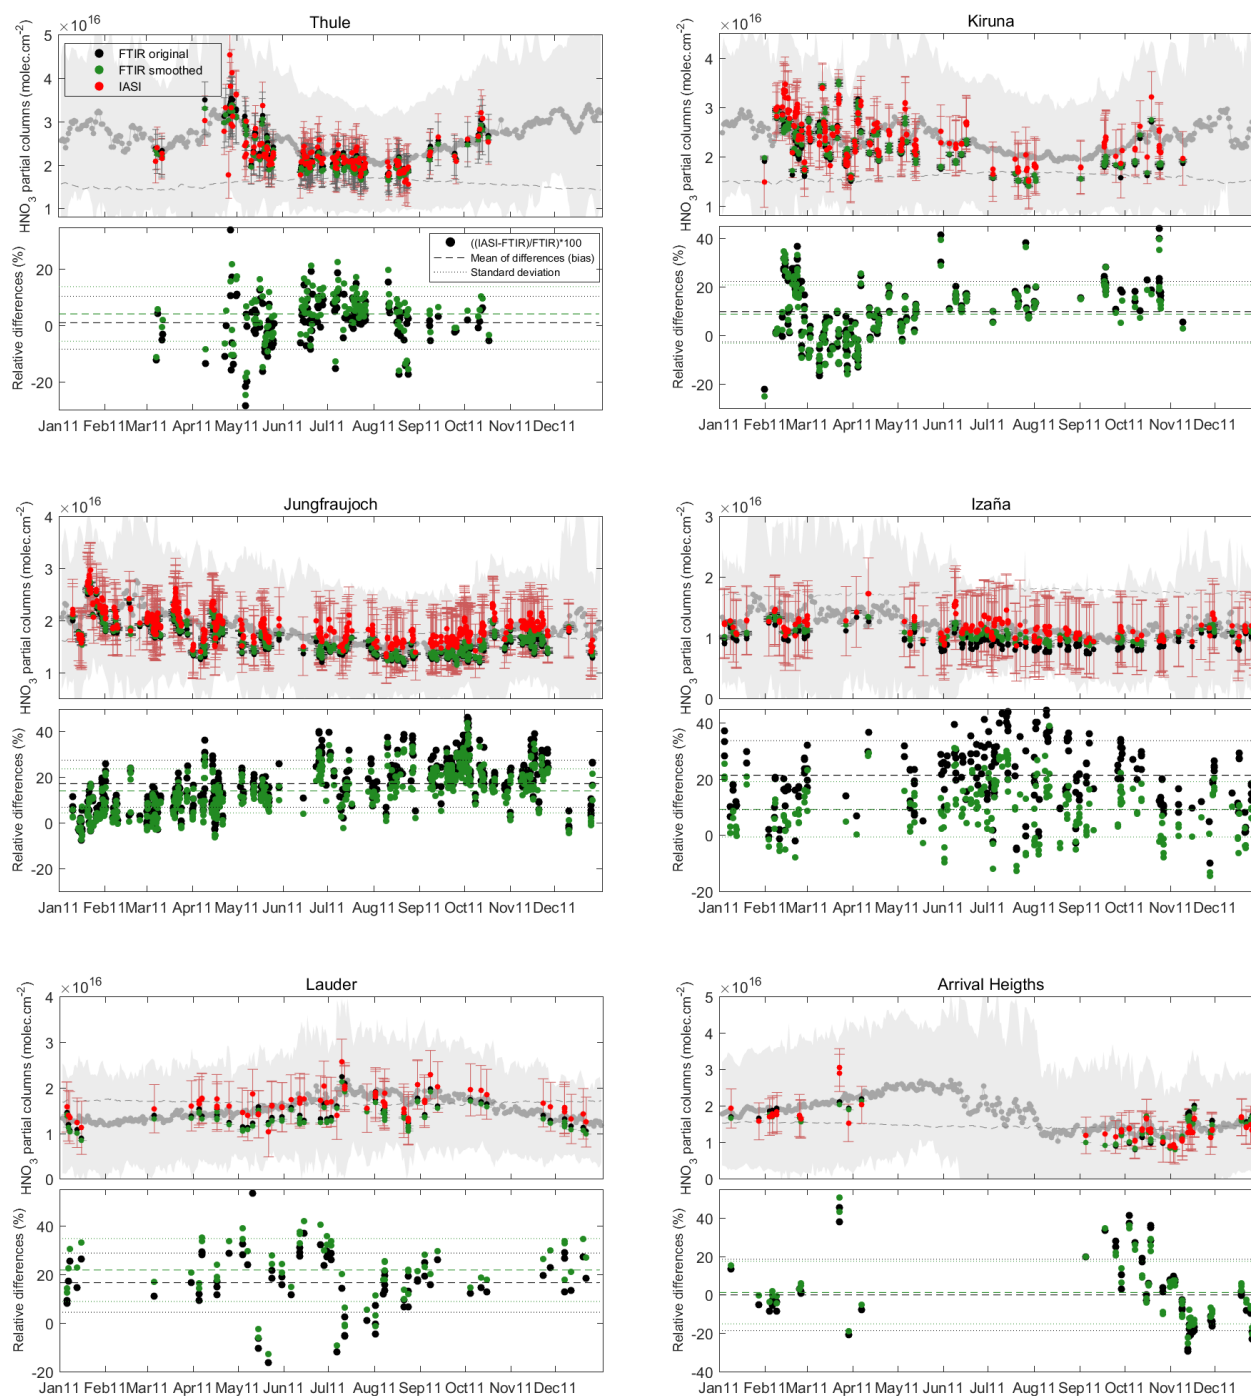 Thule
×10^16
HNO3 partial columns (molec.cm-2)
5
4
3
2
1
FTIR original
FTIR smoothed
IASI
Relative differences (%)
20
0
-20
((IASI-FTIR)/FTIR)*100
Mean of differences (bias)
Standard deviation
Jan11 Feb11 Mar11 Apr11 May11 Jun11 Jul11 Aug11 Sep11 Oct11 Nov11 Dec11
Kiruna
×10^16
HNO3 partial columns (molec.cm-2)
4
3
2
1
Relative differences (%)
40
20
0
-20
Jan11 Feb11 Mar11 Apr11 May11 Jun11 Jul11 Aug11 Sep11 Oct11 Nov11 Dec11
Jungfraujoch
×10^16
HNO3 partial columns (molec.cm-2)
4
3
2
1
Relative differences (%)
40
20
0
-20
Jan11 Feb11 Mar11 Apr11 May11 Jun11 Jul11 Aug11 Sep11 Oct11 Nov11 Dec11
Izaña
×10^16
HNO3 partial columns (molec.cm-2)
3
2
1
0
Relative differences (%)
40
20
0
-20
Jan11 Feb11 Mar11 Apr11 May11 Jun11 Jul11 Aug11 Sep11 Oct11 Nov11 Dec11
Lauder
×10^16
HNO3 partial columns (molec.cm-2)
4
3
2
1
0
Relative differences (%)
40
20
0
-20
Jan11 Feb11 Mar11 Apr11 May11 Jun11 Jul11 Aug11 Sep11 Oct11 Nov11 Dec11
Arrival Heigths
×10^16
HNO3 partial columns (molec.cm-2)
5
4
3
2
1
0
Relative differences (%)
40
20
0
-20
-40
Jan11 Feb11 Mar11 Apr11 May11 Jun11 Jul11 Aug11 Sep11 Oct11 Nov11 Dec11